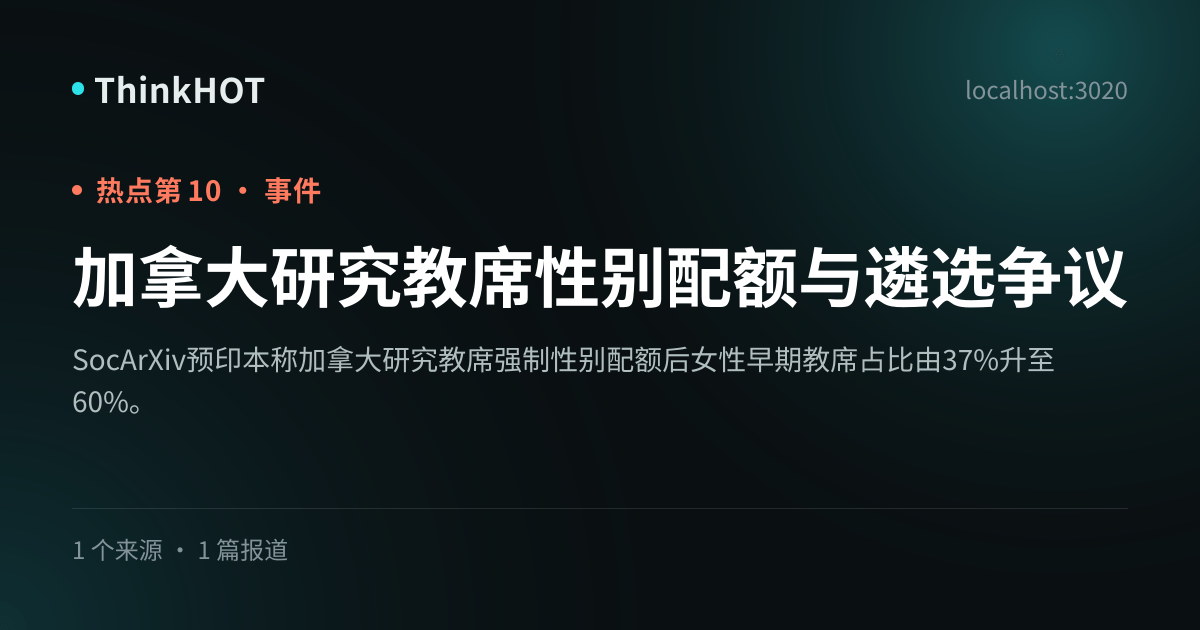 ThinkHOT
localhost:3020
热点第 10 · 事件
加拿大研究教席性别配额与遴选争议
SocArXiv预印本称加拿大研究教席强制性别配额后女性早期教席占比由37%升至
60%。
1 个来源 · 1 篇报道